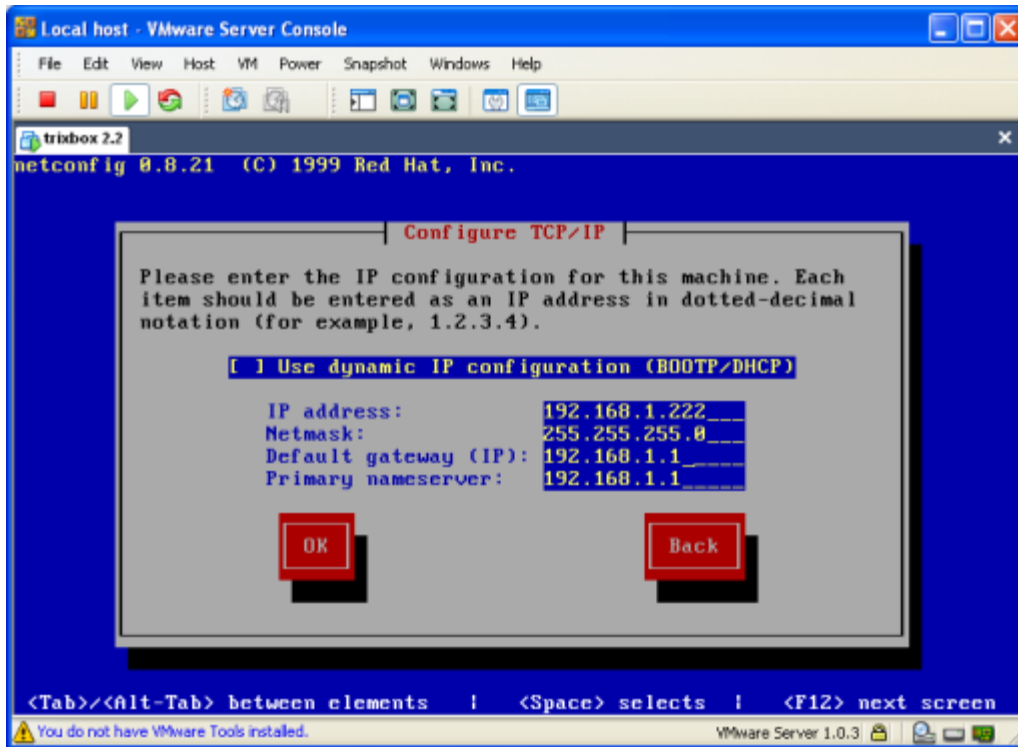 Local host - VMware Server Console
File Edit View Host VM Power Snapshot Windows Help
trixbox 2.2
netconfig 0.8.21 (C) 1999 Red Hat, Inc.
Configure TCP/IP
Please enter the IP configuration for this machine. Each
item should be entered as an IP address in dotted-decimal
notation (for example, 1.2.3.4).
[ ] Use dynamic IP configuration (BOOTP/DHCP)
IP address: 192.168.1.222___
Netmask: 255.255.255.0___
Default gateway (IP): 192.168.1.1_____
Primary nameserver: 192.168.1.1_____
OK Back
<Tab>/<Alt-Tab> between elements | <Space> selects | <F12> next screen
You do not have VMware Tools installed. VMware Server 1.0.3